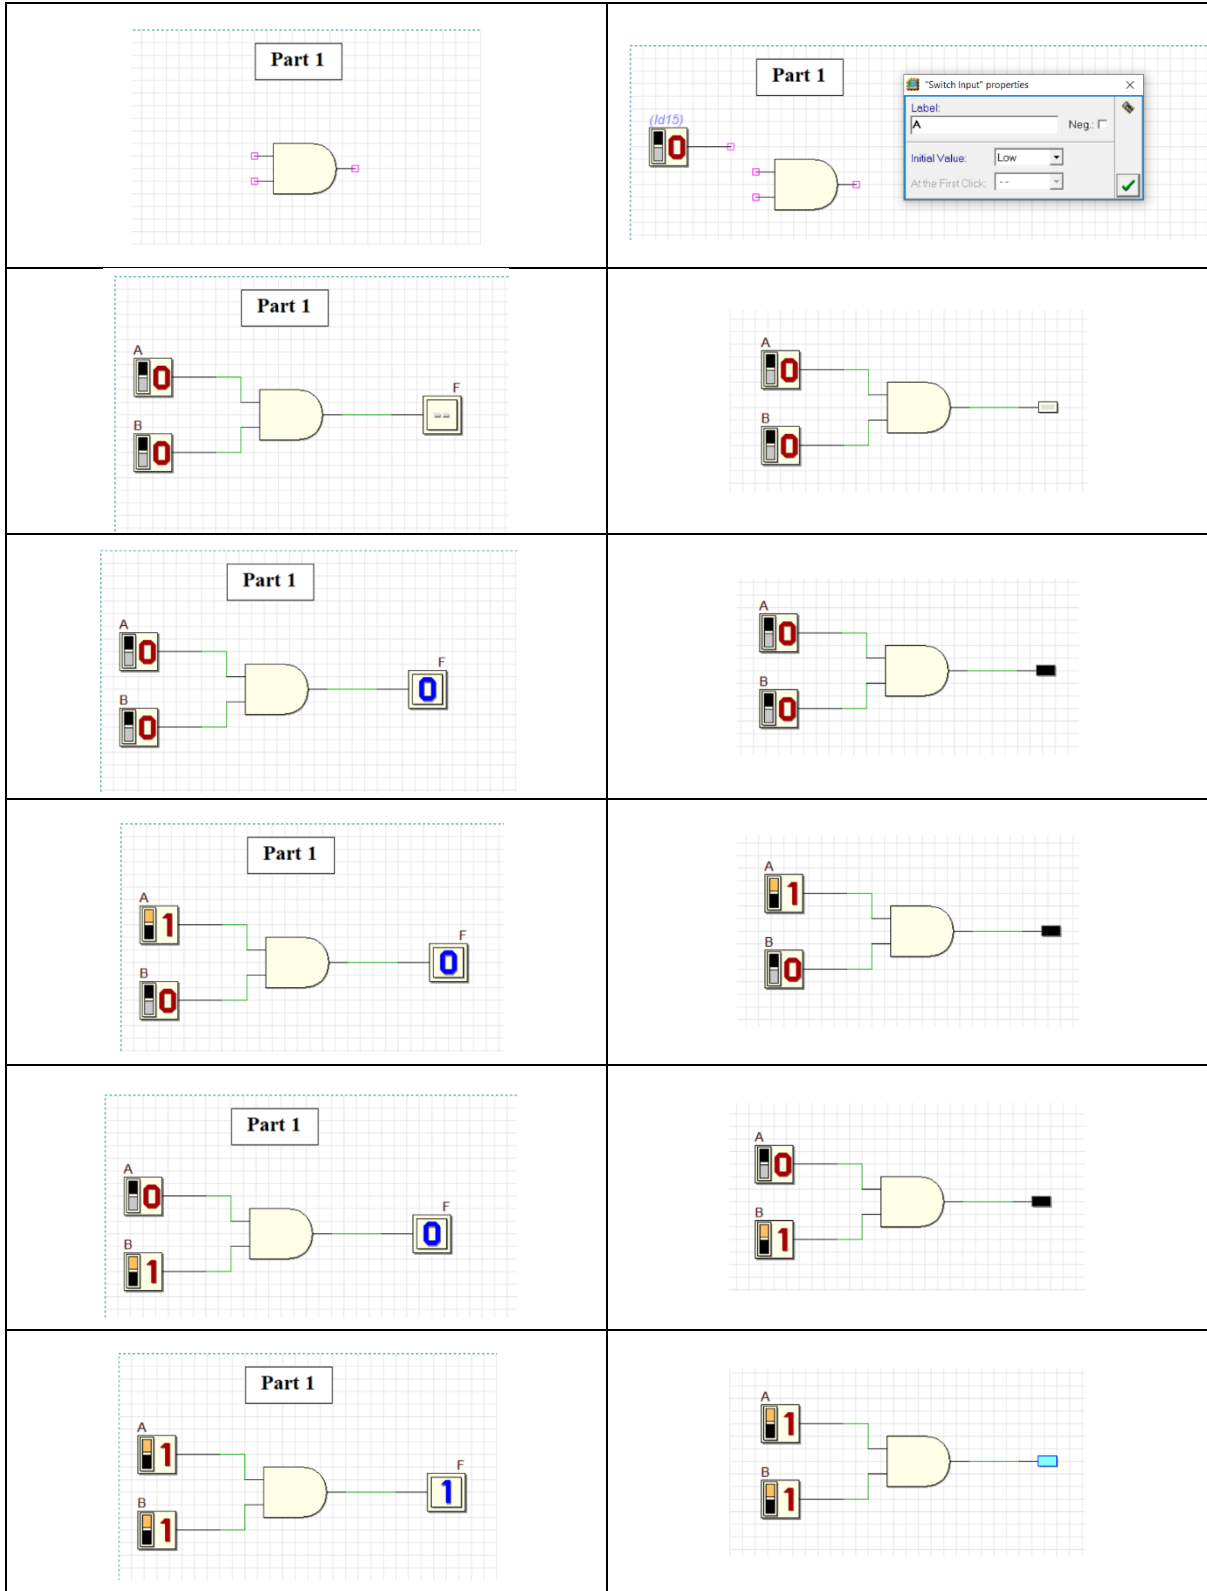 Part 1
Part 1
"Switch Input" properties
Label:
A
Neg.:
Initial Value:
Low
At the First Click:
--
(Id15)
0
Part 1
A
0
F
--
B
0
A
0
B
0
Part 1
A
0
F
0
B
0
A
0
B
0
Part 1
A
1
F
0
B
0
A
1
B
0
Part 1
A
0
F
0
B
1
A
0
B
1
Part 1
A
1
F
1
B
1
A
1
B
1